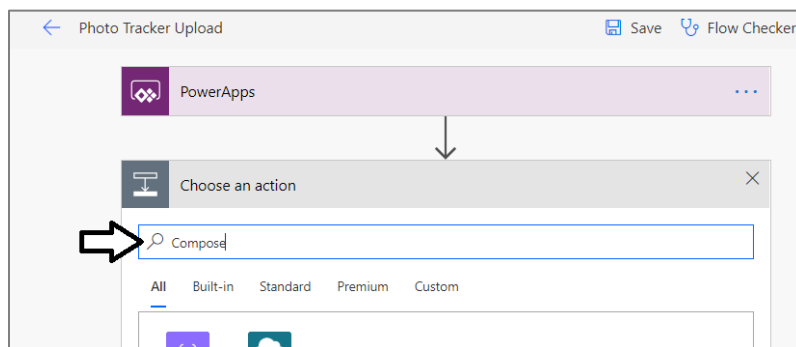 Photo Tracker Upload Save Flow Checker
PowerApps
Choose an action
Compose
All Built-in Standard Premium Custom